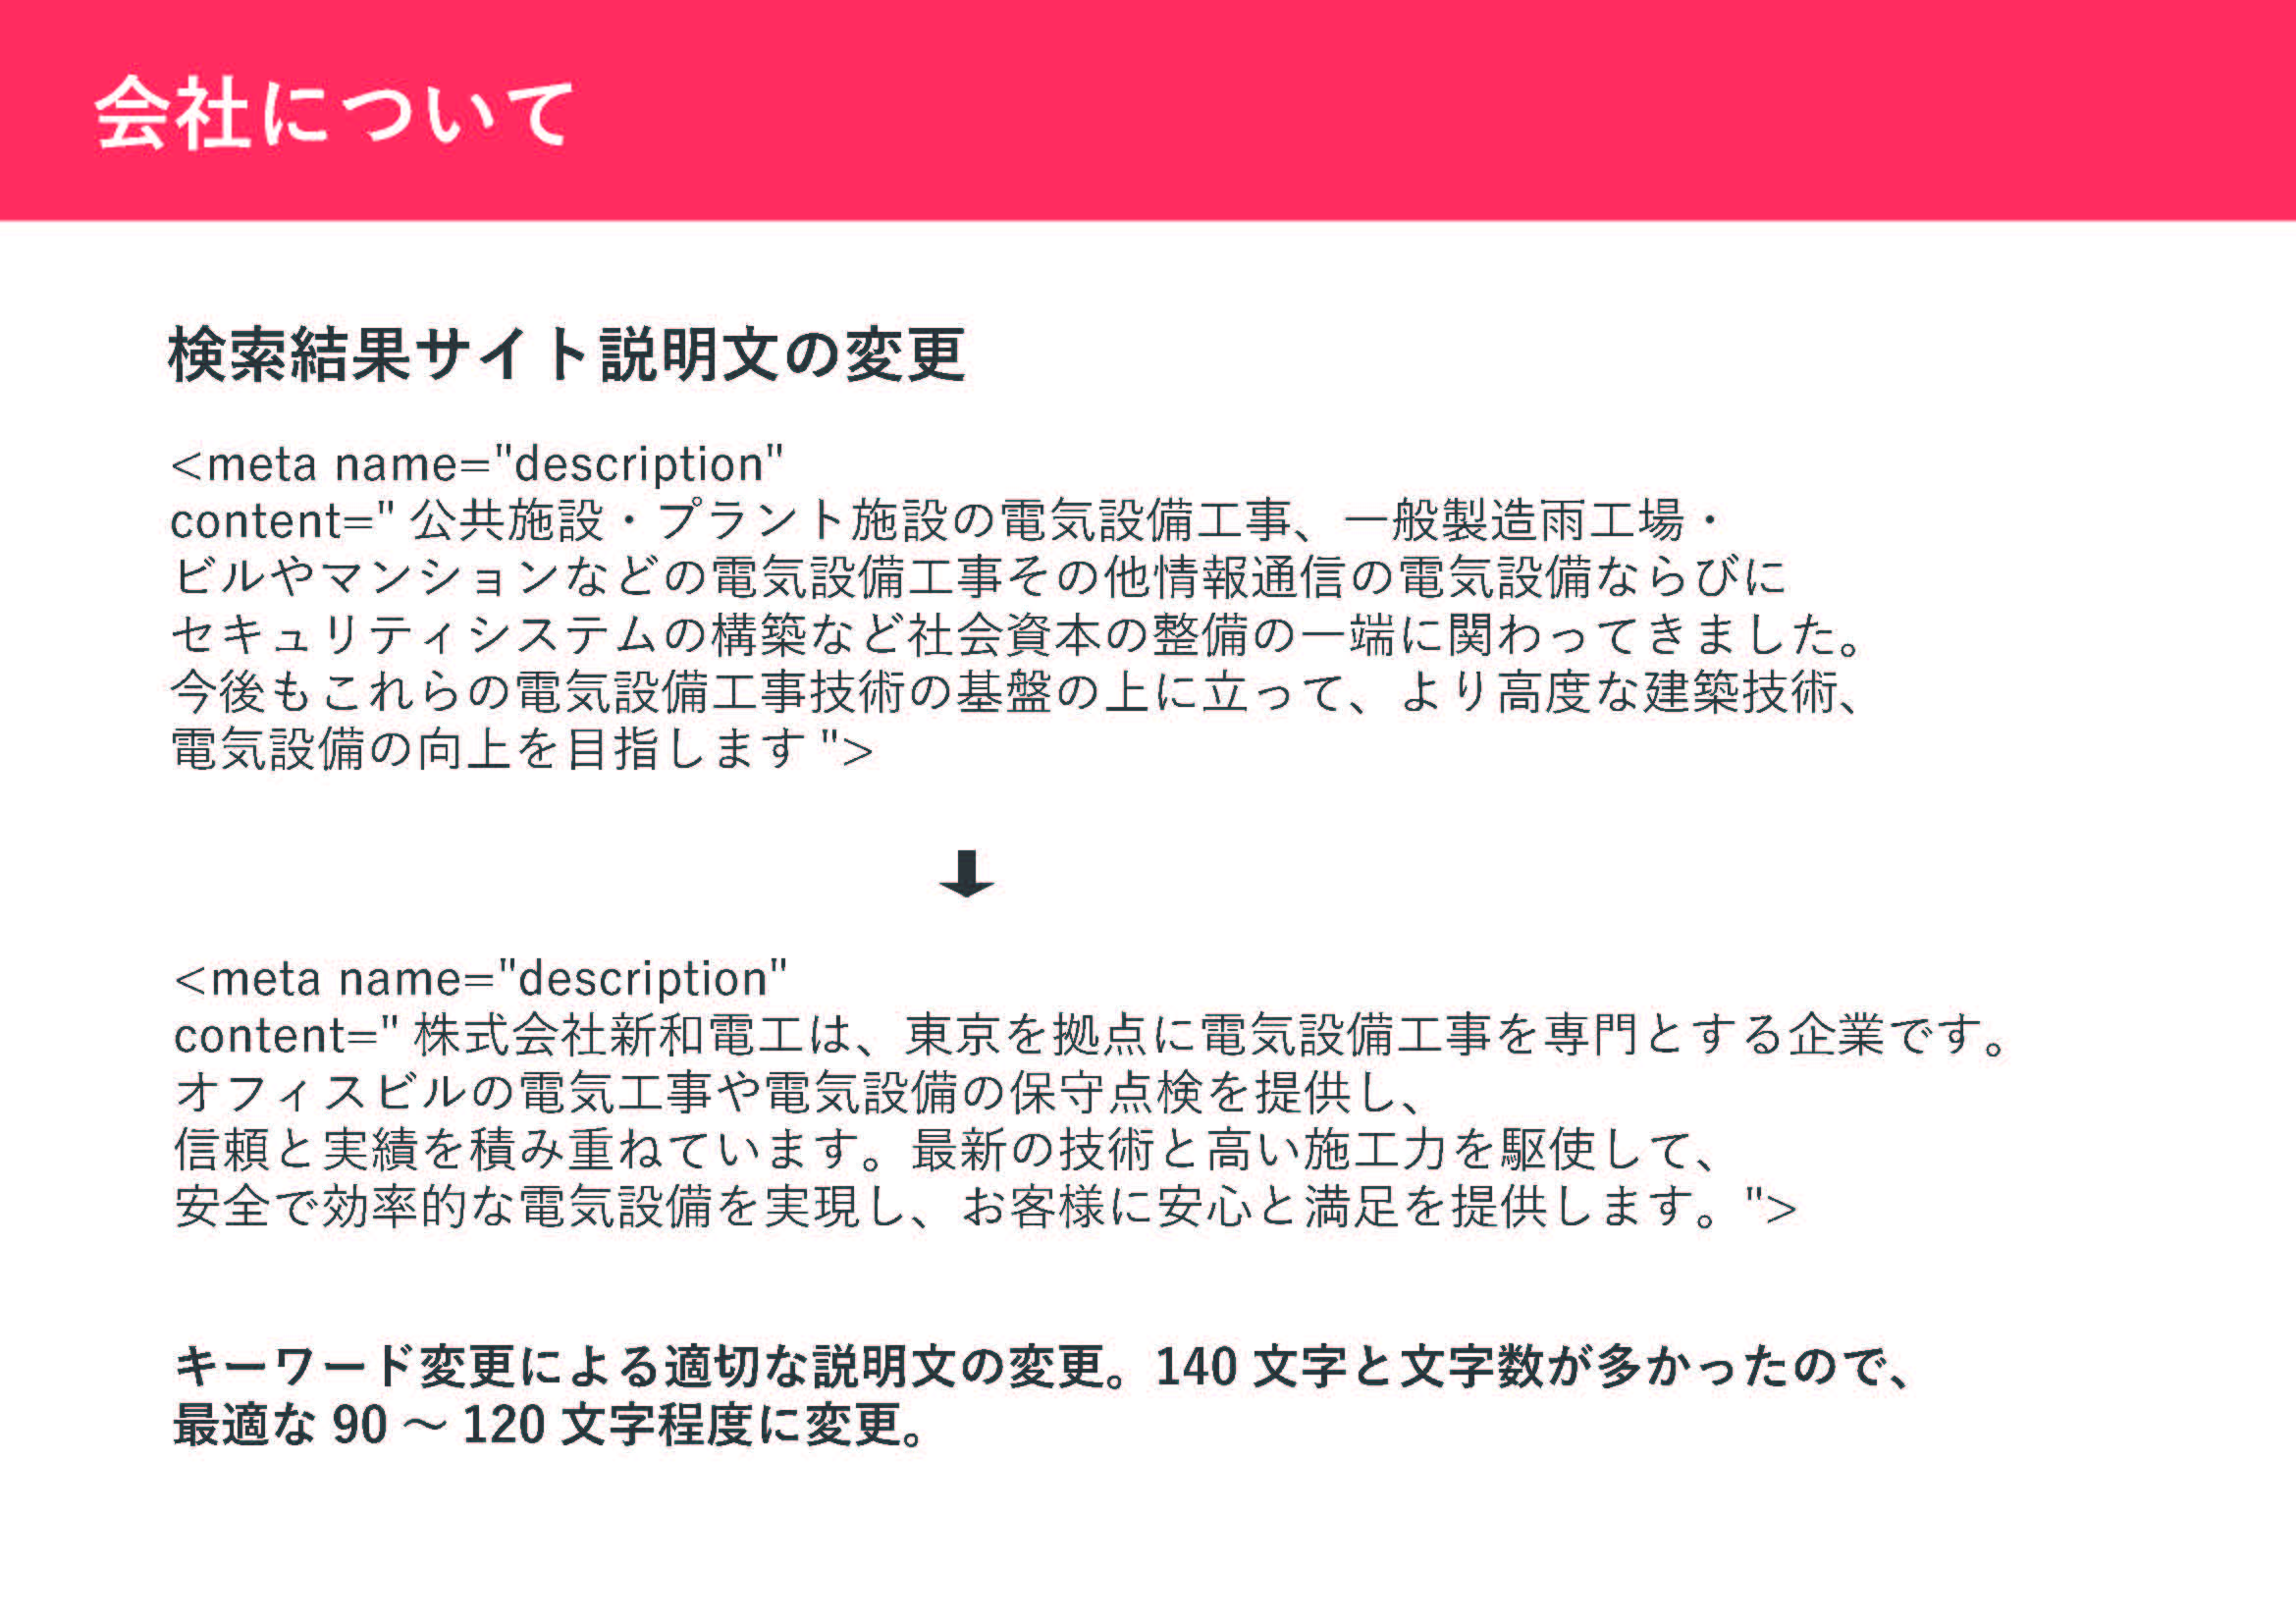 会社について
検索結果サイト説明文の変更
<meta name="description"
content=" 公共施設・プラント施設の電気設備工事、一般製造雨工場・
ビルやマンションなどの電気設備工事その他情報通信の電気設備ならびに
セキュリティシステムの構築など社会資本の整備の一端に関わってきました。
今後もこれらの電気設備工事技術の基盤の上に立って、より高度な建築技術、
電気設備の向上を目指します ">
<meta name="description"
content=" 株式会社新和電工は、東京を拠点に電気設備工事を専門とする企業です。
オフィスビルの電気工事や電気設備の保守点検を提供し、
信頼と実績を積み重ねています。最新の技術と高い施工力を駆使して、
安全で効率的な電気設備を実現し、お客様に安心と満足を提供します。">
キーワード変更による適切な説明文の変更。140 文字と文字数が多かったので、
最適な 90 ～ 120 文字程度に変更。